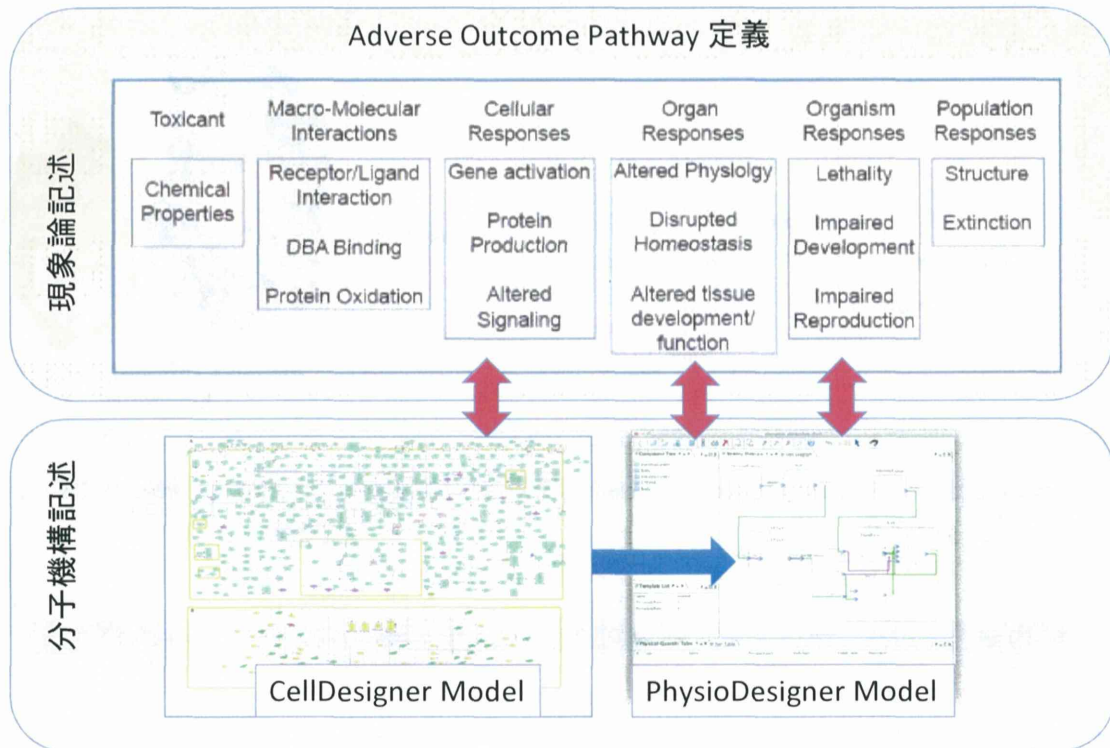 Adverse Outcome Pathway 定義
現象論記述
Toxicant
Chemical
Properties
Macro-Molecular
Interactions
Receptor/Ligand
Interaction
DBA Binding
Protein Oxidation
Cellular
Responses
Gene activation
Protein
Production
Altered
Signaling
Organ
Responses
Altered Physiolgy
Disrupted
Homeostasis
Altered tissue
development/
function
Organism
Responses
Lethality
Impaired
Development
Impaired
Reproduction
Population
Responses
Structure
Extinction
分子機構記述
CellDesigner Model
PhysioDesigner Model